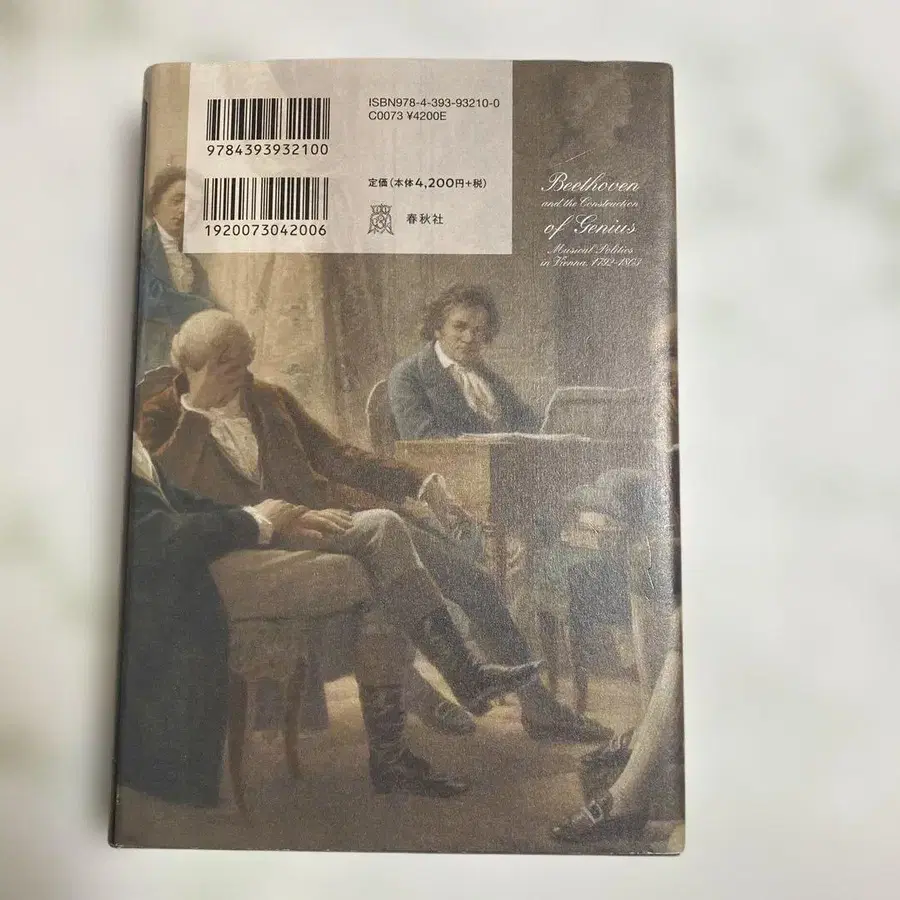 ISBN978-4-393-93210-0
C0073 ¥4200E
9784393932100
定価(本体4,200円+税)
1920073042006
春秋社
Beethoven
and the Construction
of Genius
Musical Politics
in Vienna, 1792-1803